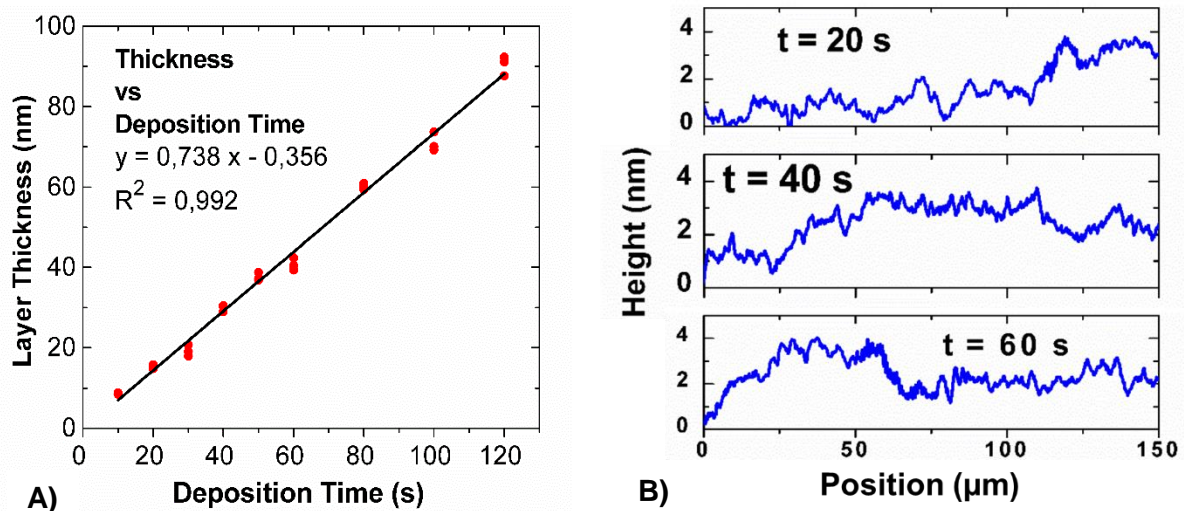 100
80
60
40
20
0
Layer Thickness (nm)
Thickness
vs
Deposition Time
y = 0,738 x - 0,356
R² = 0,992
0 20 40 60 80 100 120
Deposition Time (s)
A)
Height (nm)
4
2
0
t = 20 s
4
2
0
t = 40 s
4
2
0
t = 60 s
0 50 100 150
Position (µm)
B)